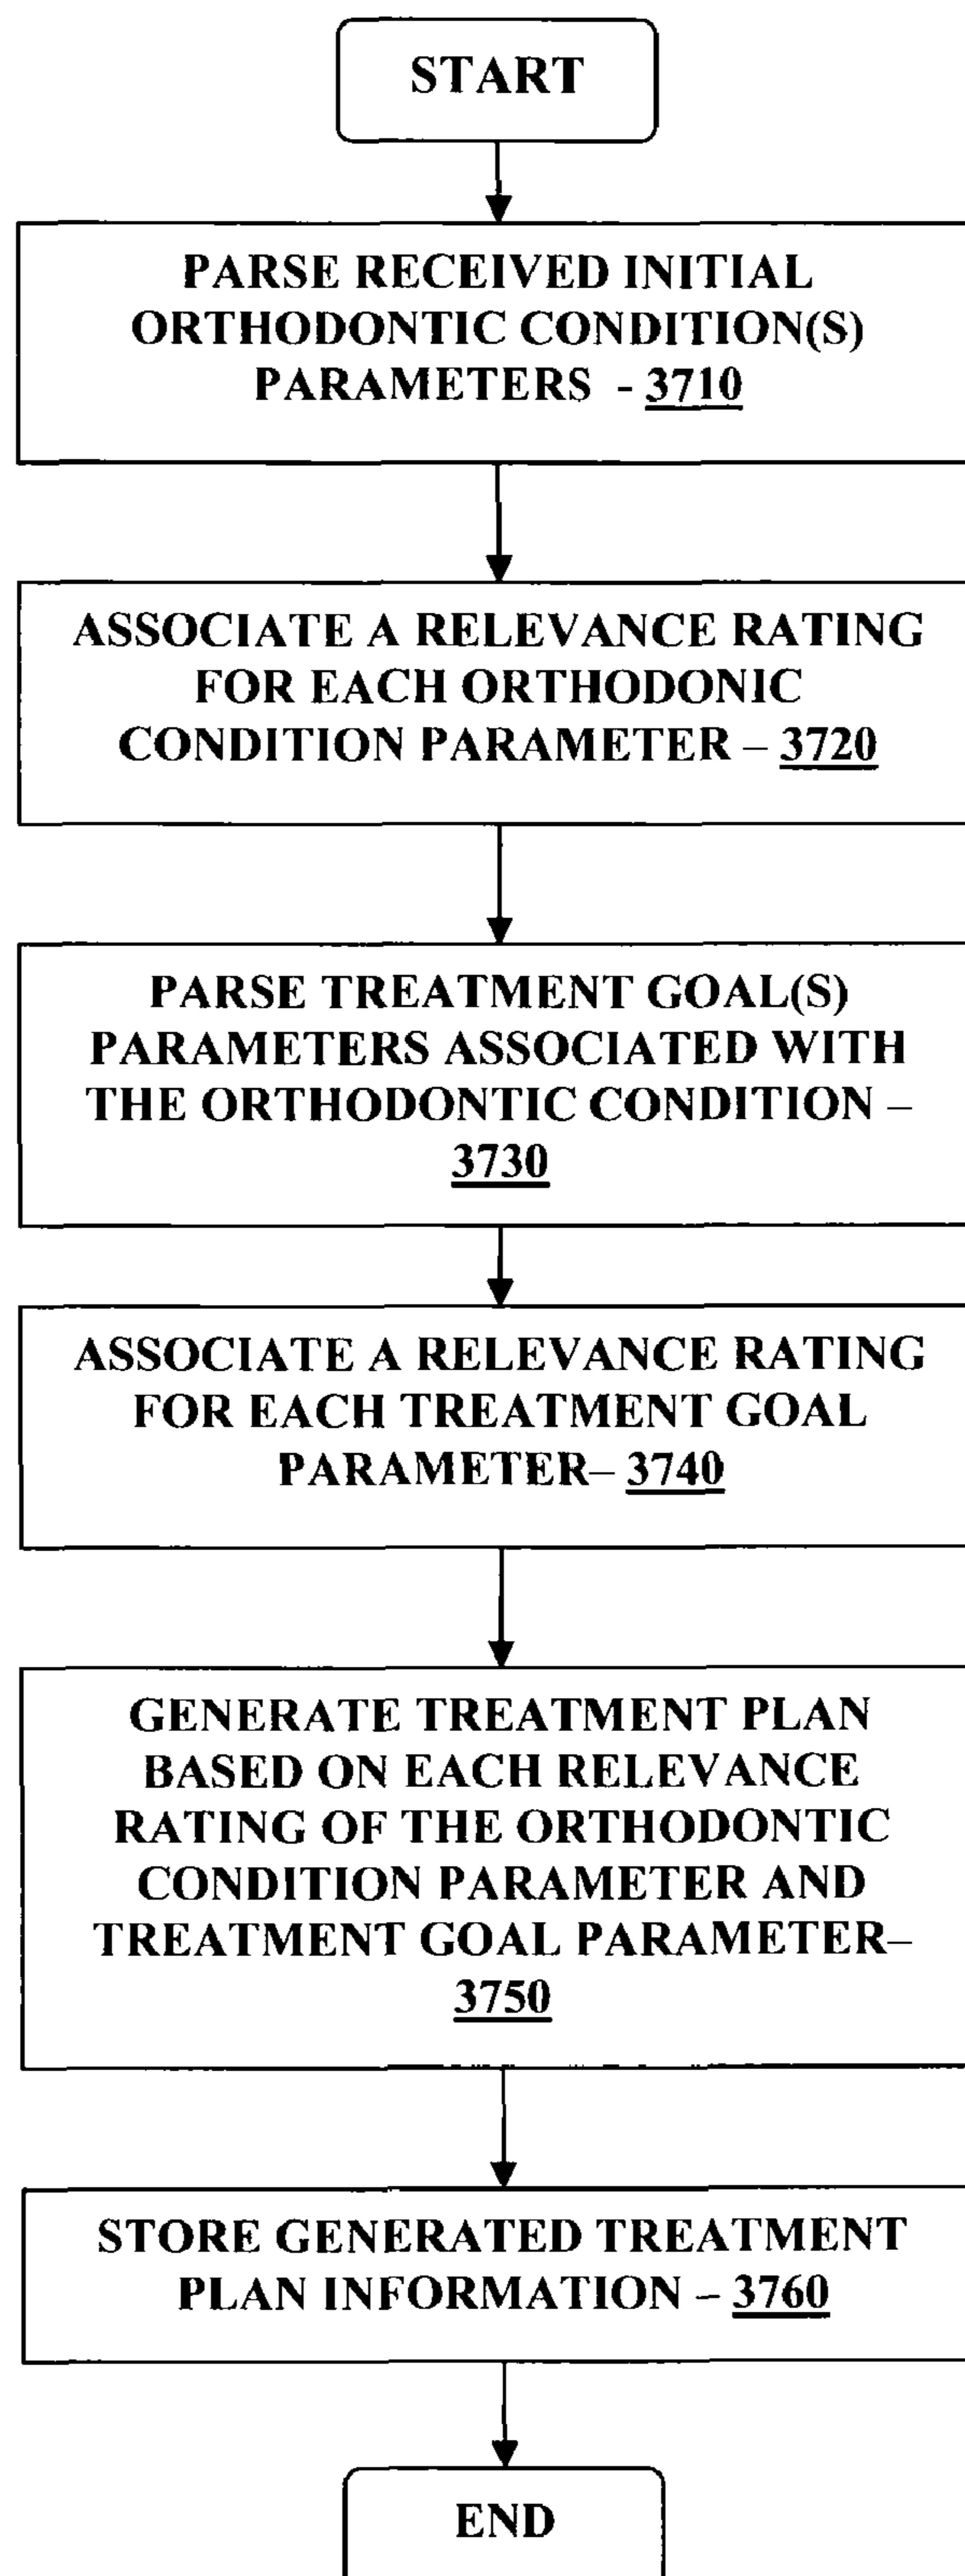 START
PARSE RECEIVED INITIAL
ORTHODONTIC CONDITION(S)
PARAMETERS - 3710
ASSOCIATE A RELEVANCE RATING
FOR EACH ORTHODONIC
CONDITION PARAMETER – 3720
PARSE TREATMENT GOAL(S)
PARAMETERS ASSOCIATED WITH
THE ORTHODONTIC CONDITION –
3730
ASSOCIATE A RELEVANCE RATING
FOR EACH TREATMENT GOAL
PARAMETER– 3740
GENERATE TREATMENT PLAN
BASED ON EACH RELEVANCE
RATING OF THE ORTHODONTIC
CONDITION PARAMETER AND
TREATMENT GOAL PARAMETER–
3750
STORE GENERATED TREATMENT
PLAN INFORMATION – 3760
END